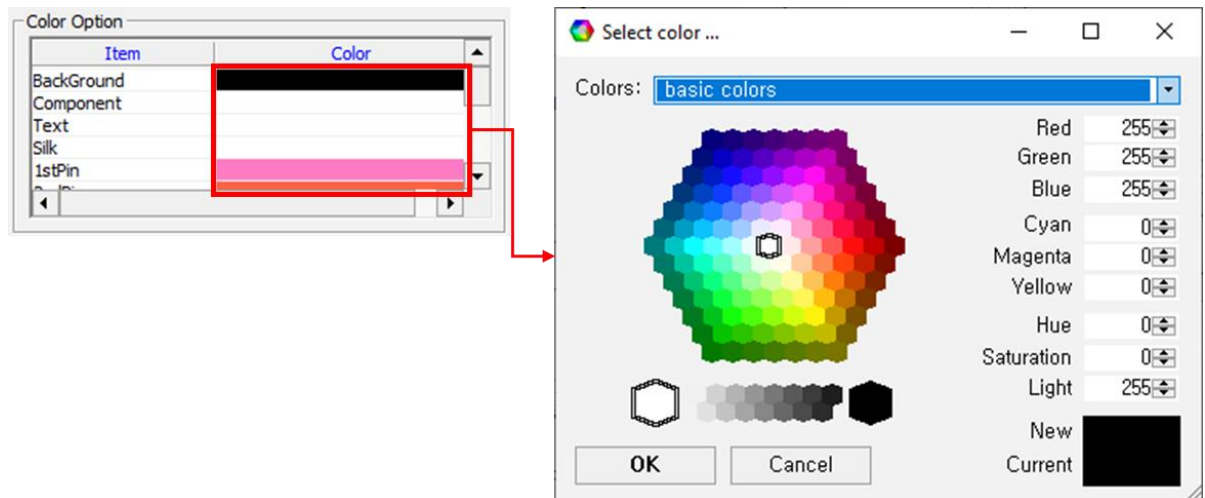 Color Option
Item Color
BackGround
Component
Text
Silk
1stPin
Select color ...
Colors: basic colors
Red 255
Green 255
Blue 255
Cyan 0
Magenta 0
Yellow 0
Hue 0
Saturation 0
Light 255
New
Current
OK Cancel